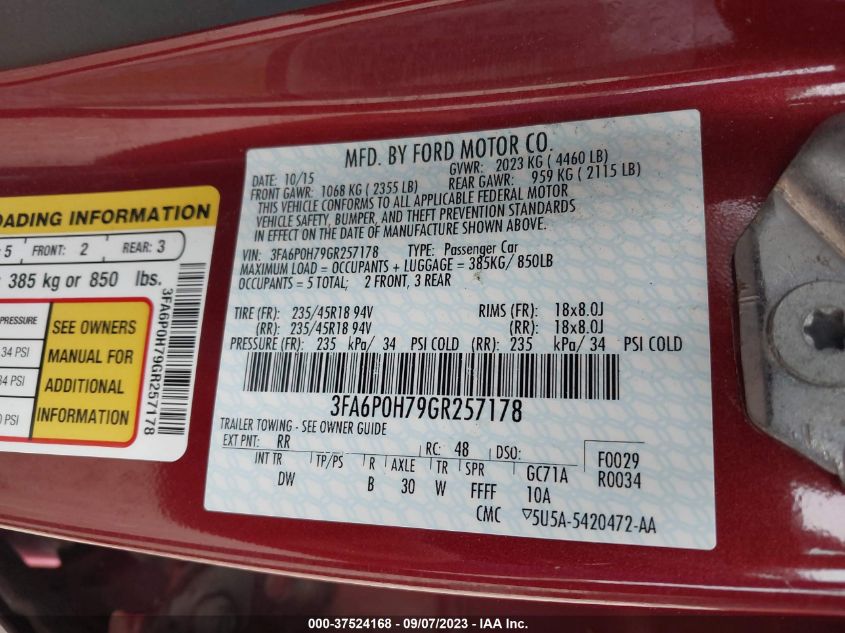 MFD. BY FORD MOTOR CO.
DATE: 10/15 GVWR: 2023 KG ( 4460 LB)
FRONT GAWR: 1068 KG ( 2355 LB) REAR GAWR: 959 KG ( 2115 LB)
THIS VEHICLE CONFORMS TO ALL APPLICABLE FEDERAL MOTOR
VEHICLE SAFETY, BUMPER, AND THEFT PREVENTION STANDARDS
IN EFFECT ON THE DATE OF MANUFACTURE SHOWN ABOVE.
VIN: 3FA6P0H79GR257178 TYPE: Passenger Car
MAXIMUM LOAD = OCCUPANTS + LUGGAGE = 385KG/ 850LB
OCCUPANTS = 5 TOTAL; 2 FRONT, 3 REAR
TIRE (FR): 235/45R18 94V RIMS (FR): 18x8.0J
(RR): 235/45R18 94V (RR): 18x8.0J
PRESSURE (FR): 235 kPa/ 34 PSI COLD (RR): 235 kPa/ 34 PSI COLD
3FA6P0H79GR257178
TRAILER TOWING - SEE OWNER GUIDE
EXT PNT: RR RC: 48 DSO: F0029
INT TR TP/PS R AXLE TR SPR GC71A R0034
DW B 30 W FFFF 10A
CMC ▽5U5A-5420472-AA
OADING INFORMATION
5 FRONT: 2 REAR: 3
385 kg or 850 lbs.
PRESSURE
34 PSI
34 PSI
0 PSI
SEE OWNERS
MANUAL FOR
ADDITIONAL
INFORMATION
3FA6P0H79GR257178
000-37524168 - 09/07/2023 - IAA Inc.